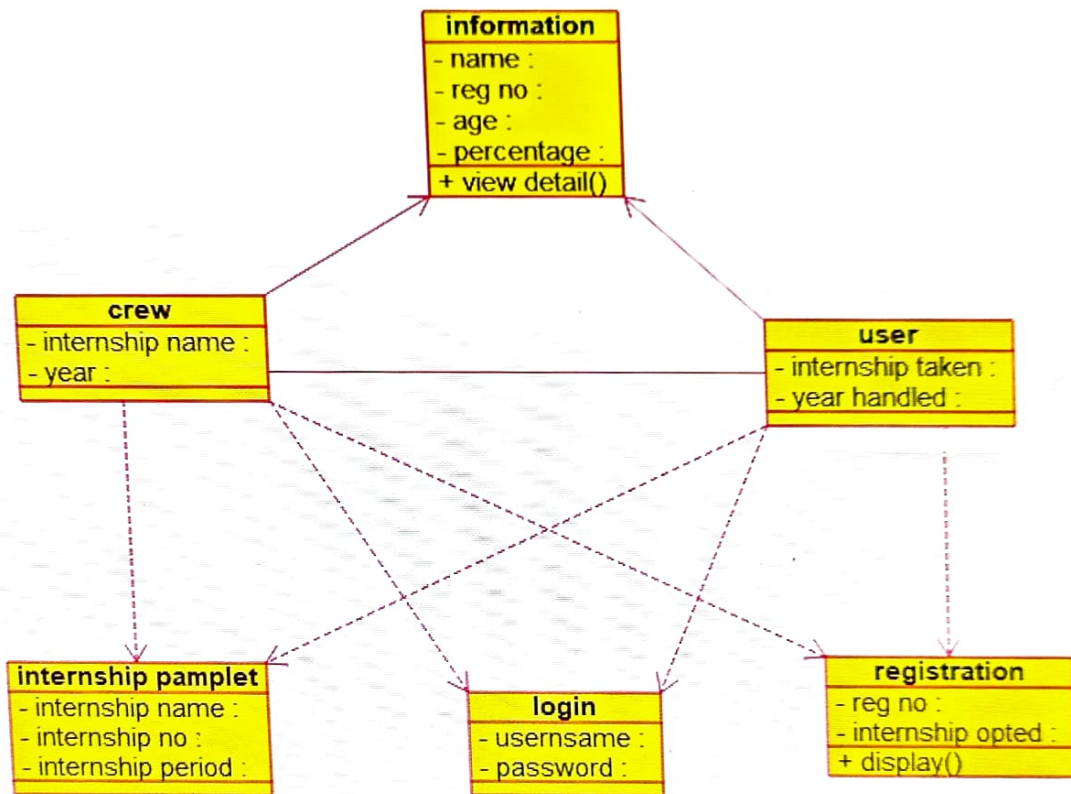 information
- name :
- reg no :
- age :
- percentage :
+ view detail()
crew
- internship name :
- year :
user
- internship taken :
- year handled :
internship pamplet
- internship name :
- internship no :
- internship period :
login
- usernsame :
- password :
registration
- reg no :
- internship opted :
+ display()